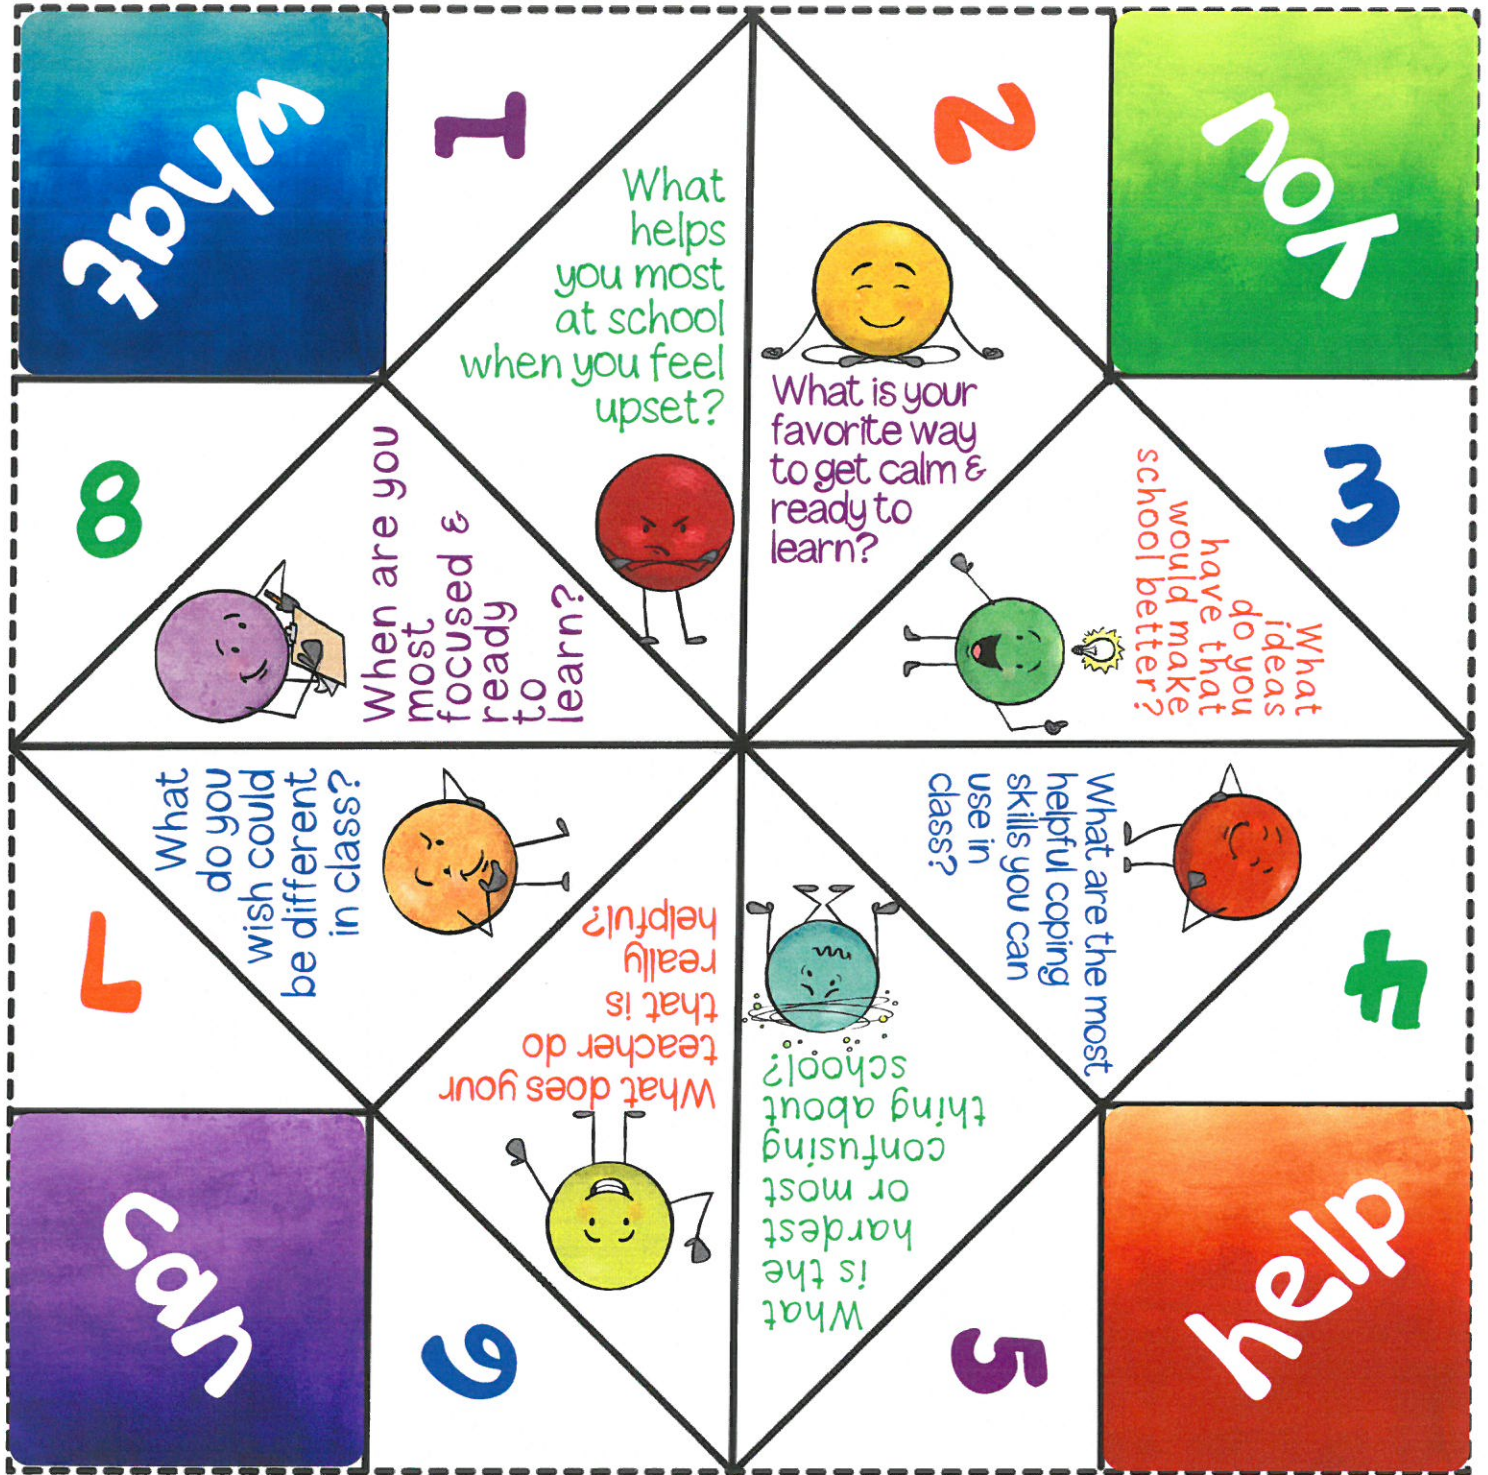 what
1
2
you
What
helps
you most
at school
when you feel
upset?
What is your
favorite way
to get calm &
ready to
learn?
3
What
ideas
do you
have that
would make
school better?
4
What are the most
helpful coping
skills you can
use in
class?
help
5
What
is the
hardest
or most
confusing
thing about
school?
6
What does your
teacher do
that is
really
helpful?
can
7
What
do you
wish could
be different
in class?
8
When are you
most
focused &
ready
to
learn?